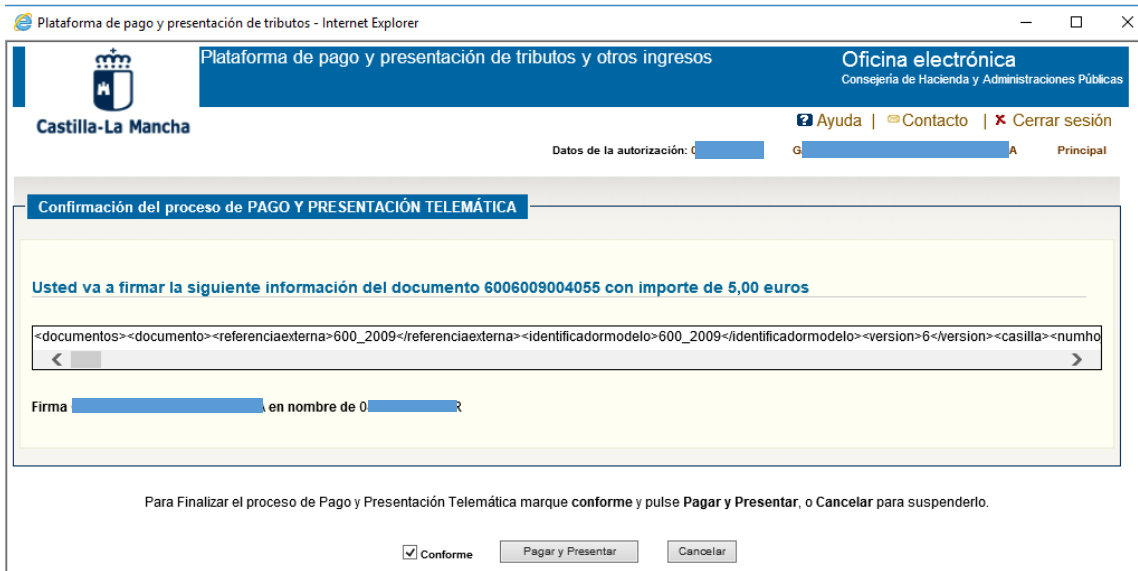 Plataforma de pago y presentación de tributos - Internet Explorer
Plataforma de pago y presentación de tributos y otros ingresos
Oficina electrónica
Consejería de Hacienda y Administraciones Públicas
Castilla-La Mancha
Ayuda | Contacto | Cerrar sesión
Datos de la autorización: 0 G A Principal
Confirmación del proceso de PAGO Y PRESENTACIÓN TELEMÁTICA
Usted va a firmar la siguiente información del documento 6006009004055 con importe de 5,00 euros
<documentos><documento><referenciaexterna>600_2009</referenciaexterna><identificadormodelo>600_2009</identificadormodelo><version>6</version><casilla><numho
Firma en nombre de 0 R
Para Finalizar el proceso de Pago y Presentación Telemática marque conforme y pulse Pagar y Presentar, o Cancelar para suspenderlo.
Conforme Pagar y Presentar Cancelar